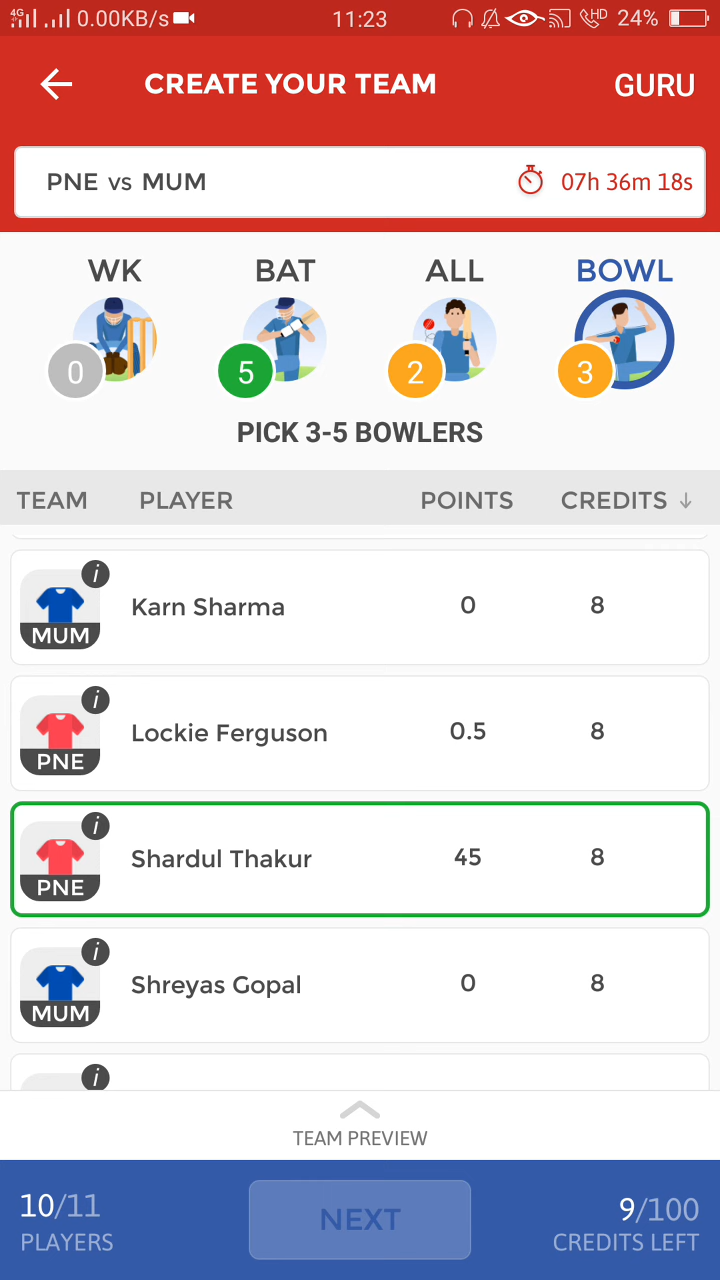 4G 0.00KB/s 11:23 HD 24%
CREATE YOUR TEAM GURU
PNE vs MUM 07h 36m 18s
WK BAT ALL BOWL
0 5 2 3
PICK 3-5 BOWLERS
TEAM PLAYER POINTS CREDITS ↓
i
Karn Sharma 0 8
MUM
i
Lockie Ferguson 0.5 8
PNE
i
Shardul Thakur 45 8
PNE
i
Shreyas Gopal 0 8
MUM
i
TEAM PREVIEW
10/11 NEXT 9/100
PLAYERS CREDITS LEFT